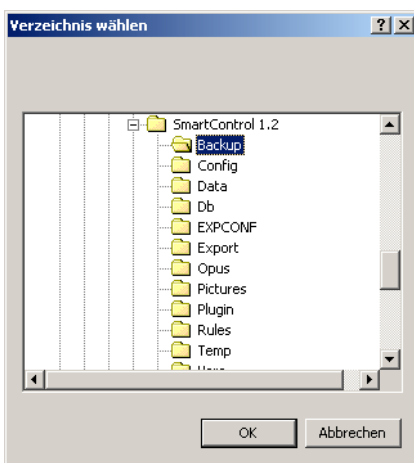 Verzeichnis wählen
SmartControl 1.2
Backup
Config
Data
Db
EXPCONF
Export
Opus
Pictures
Plugin
Rules
Temp
OK Abbrechen